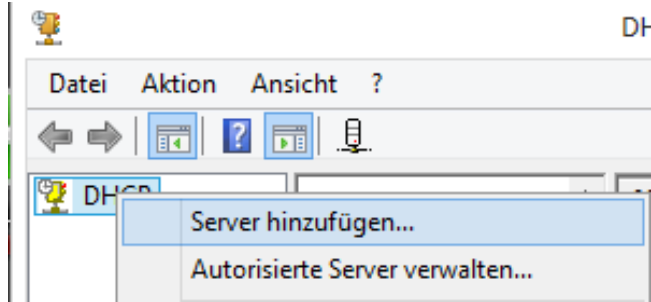 DH
Datei Aktion Ansicht ?
DHCP
Server hinzufügen...
Autorisierte Server verwalten...